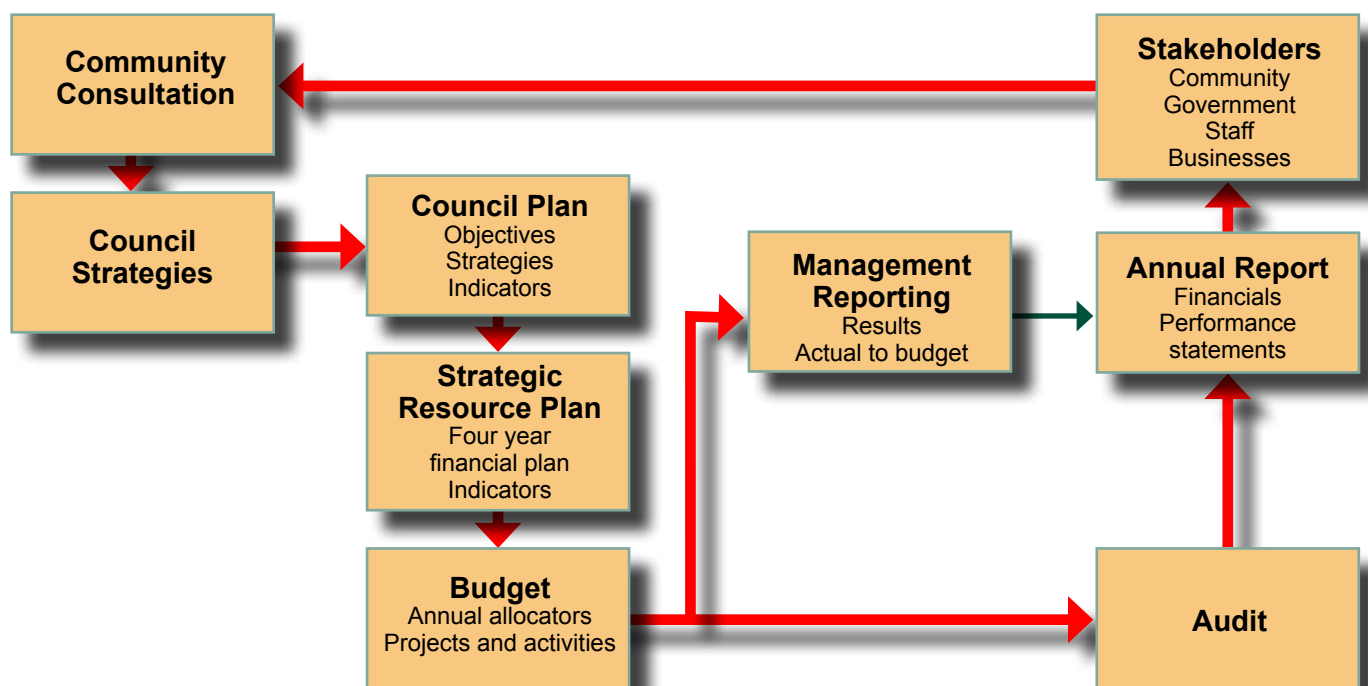 Community
Consultation
Council
Strategies
Council Plan
Objectives
Strategies
Indicators
Strategic
Resource Plan
Four year
financial plan
Indicators
Budget
Annual allocators
Projects and activities
Management
Reporting
Results
Actual to budget
Stakeholders
Community
Government
Staff
Businesses
Annual Report
Financials
Performance
statements
Audit